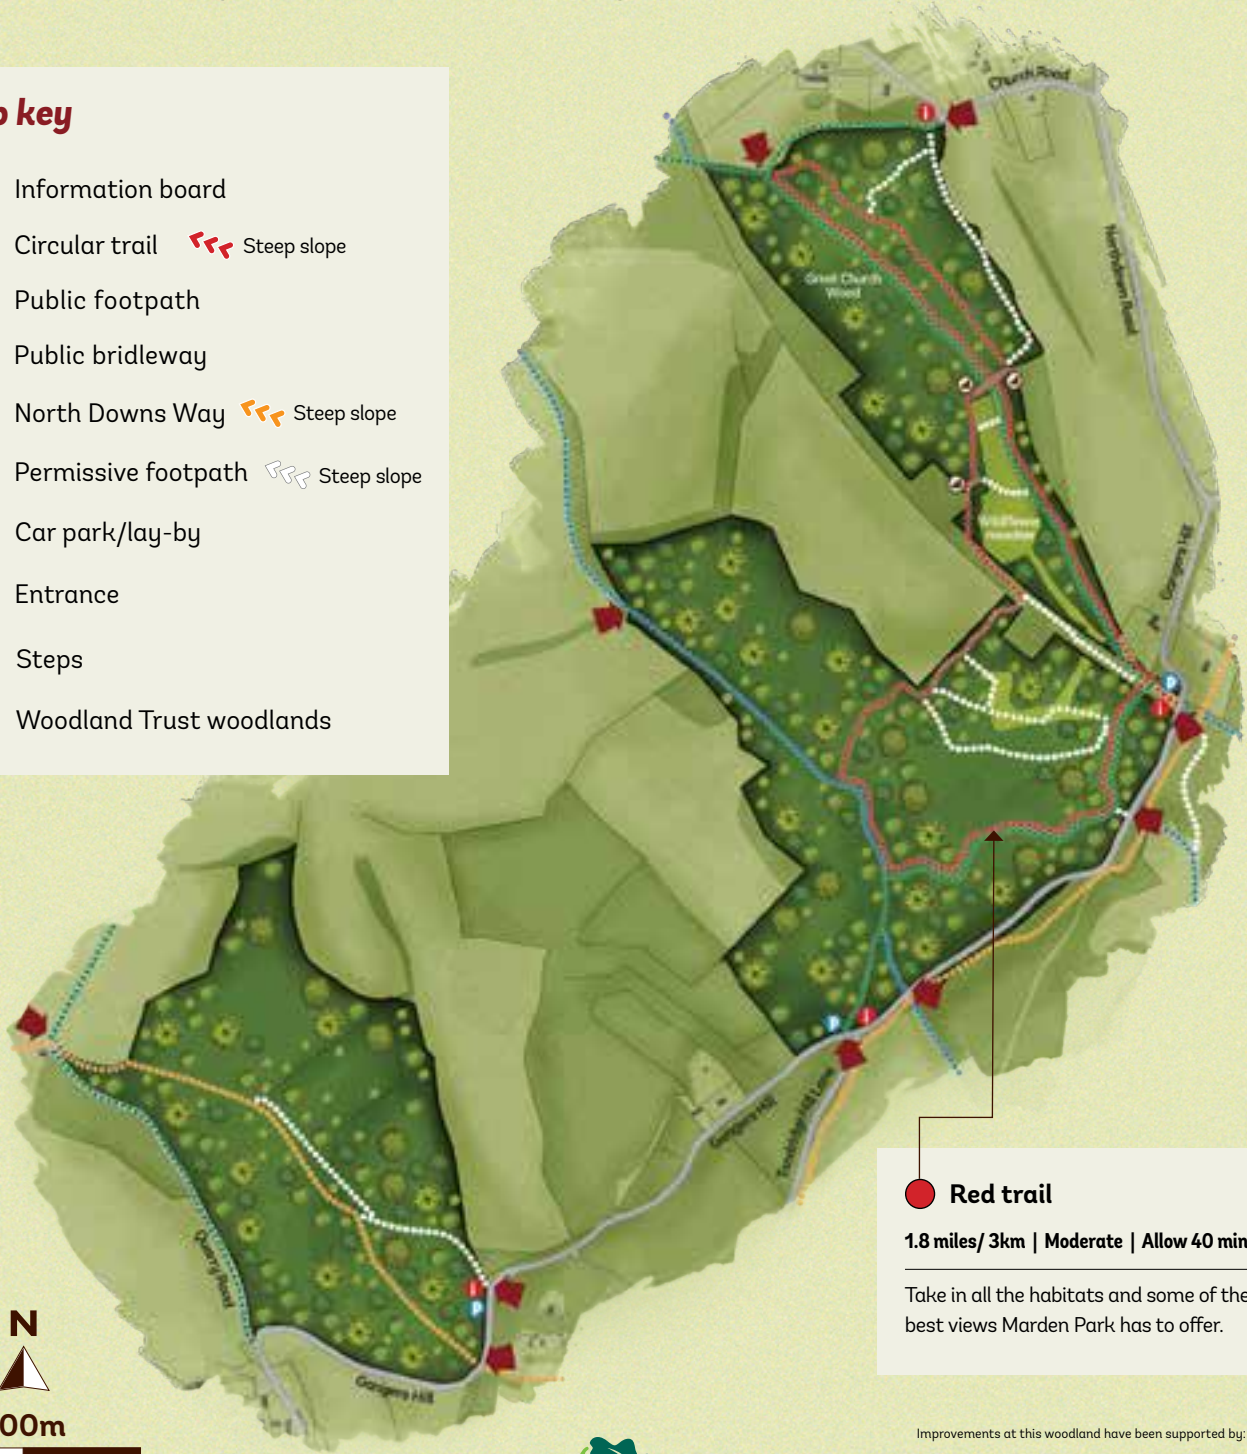 key
Information board
Circular trail
Steep slope
Public footpath
Public bridleway
North Downs Way
Steep slope
Permissive footpath
Steep slope
Car park/lay-by
Entrance
Steps
Woodland Trust woodlands
Church Road
Northdown Road
Great Church
Wood
Wildflower
meadow
Gangers Hill
P
i
i
P
i
Gangers Hill
Quarry Road
i
P
Gangers Hill
Red trail
1.8 miles/ 3km | Moderate | Allow 40 min
Take in all the habitats and some of the
best views Marden Park has to offer.
N
00m
Improvements at this woodland have been supported by: